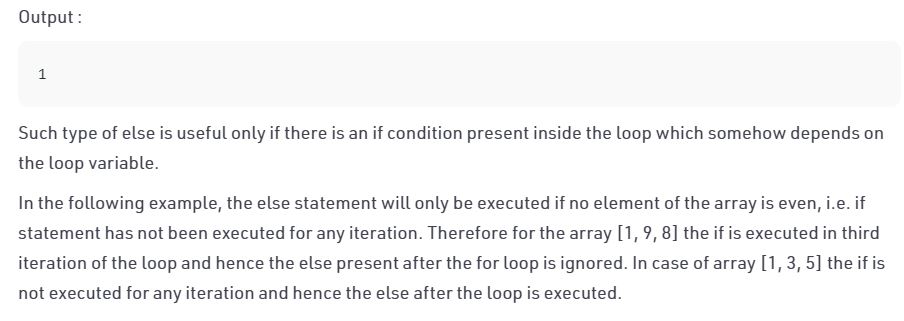 Output :
1
Such type of else is useful only if there is an if condition present inside the loop which somehow depends on
the loop variable.
In the following example, the else statement will only be executed if no element of the array is even, i.e. if
statement has not been executed for any iteration. Therefore for the array [1, 9, 8] the if is executed in third
iteration of the loop and hence the else present after the for loop is ignored. In case of array [1, 3, 5] the if is
not executed for any iteration and hence the else after the loop is executed.